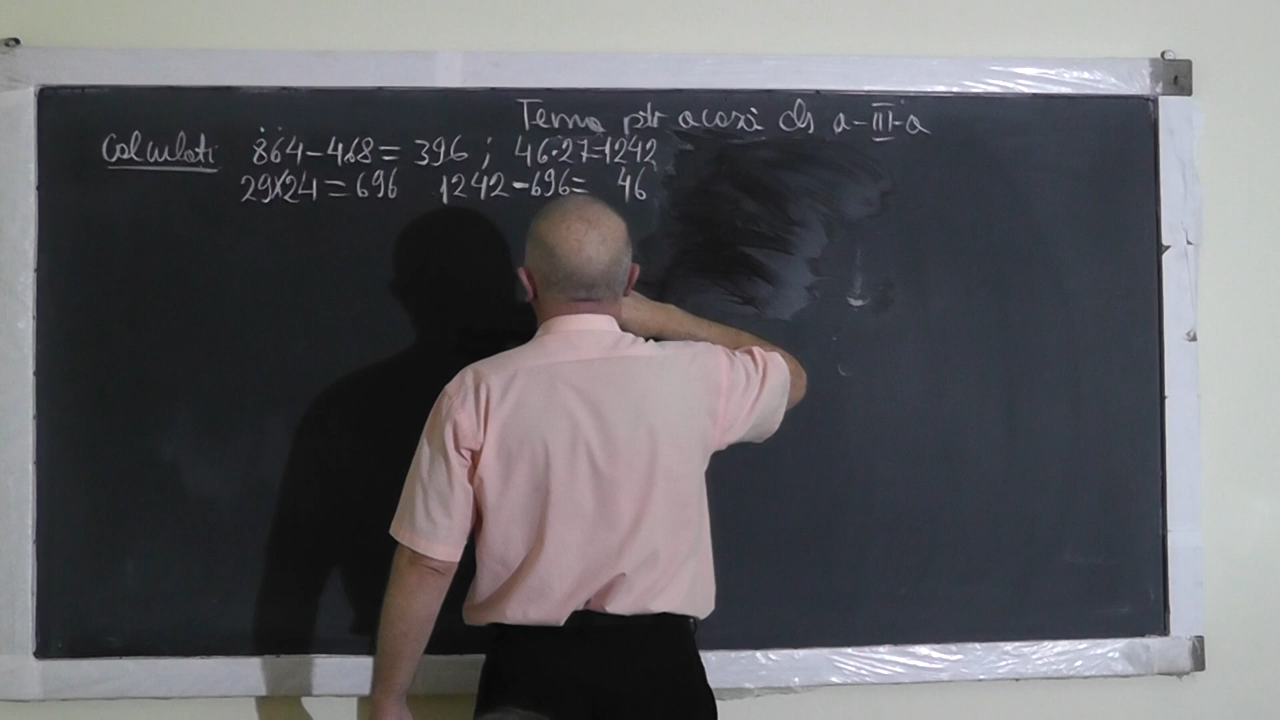 Tema ptr acasă cls a-III-a
Calculati 864-468=396; 46·27=1242
29x24=696 1242-696= 46